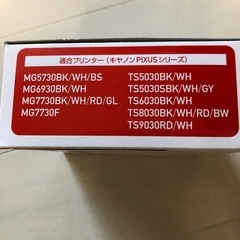 適合プリンター（キヤノンPIXUSシリーズ）
MG5730BK/WH/BS
MG6930BK/WH
MG7730BK/WH/RD/GL
MG7730F
TS5030BK/WH
TS5030SBK/WH/GY
TS6030BK/WH
TS8030BK/WH/RD/BW
TS9030RD/WH